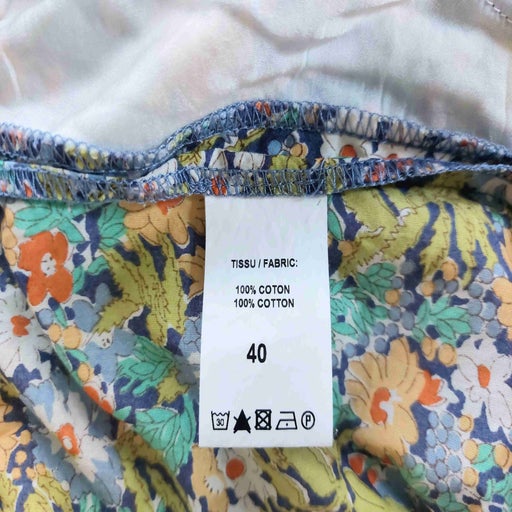 TISSU / FABRIC:
100% COTON
100% COTTON
40
30 P